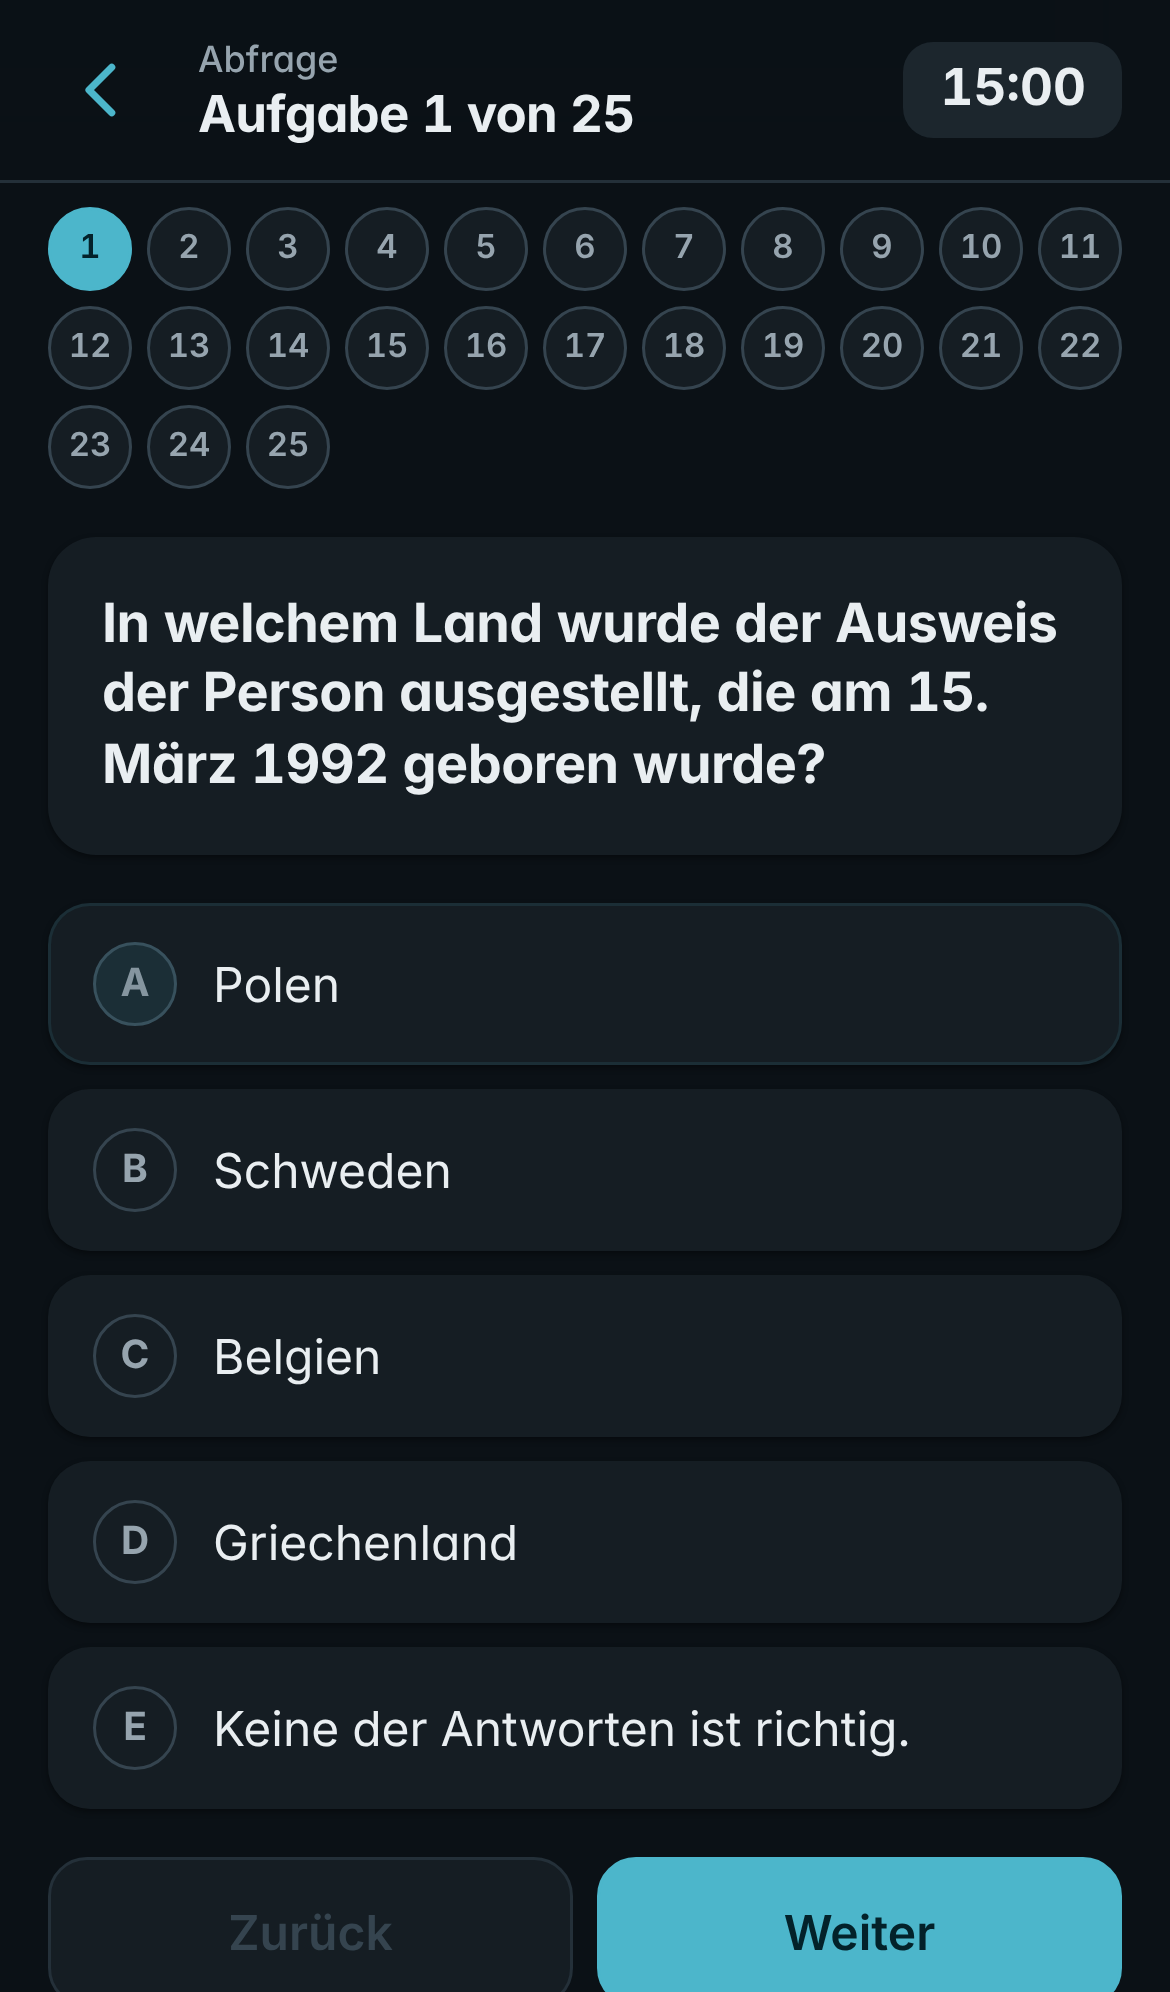 Abfrage
Aufgabe 1 von 25
15:00
1 2 3 4 5 6 7 8 9 10 11
12 13 14 15 16 17 18 19 20 21 22
23 24 25
In welchem Land wurde der Ausweis
der Person ausgestellt, die am 15.
März 1992 geboren wurde?
A Polen
B Schweden
C Belgien
D Griechenland
E Keine der Antworten ist richtig.
Zurück Weiter